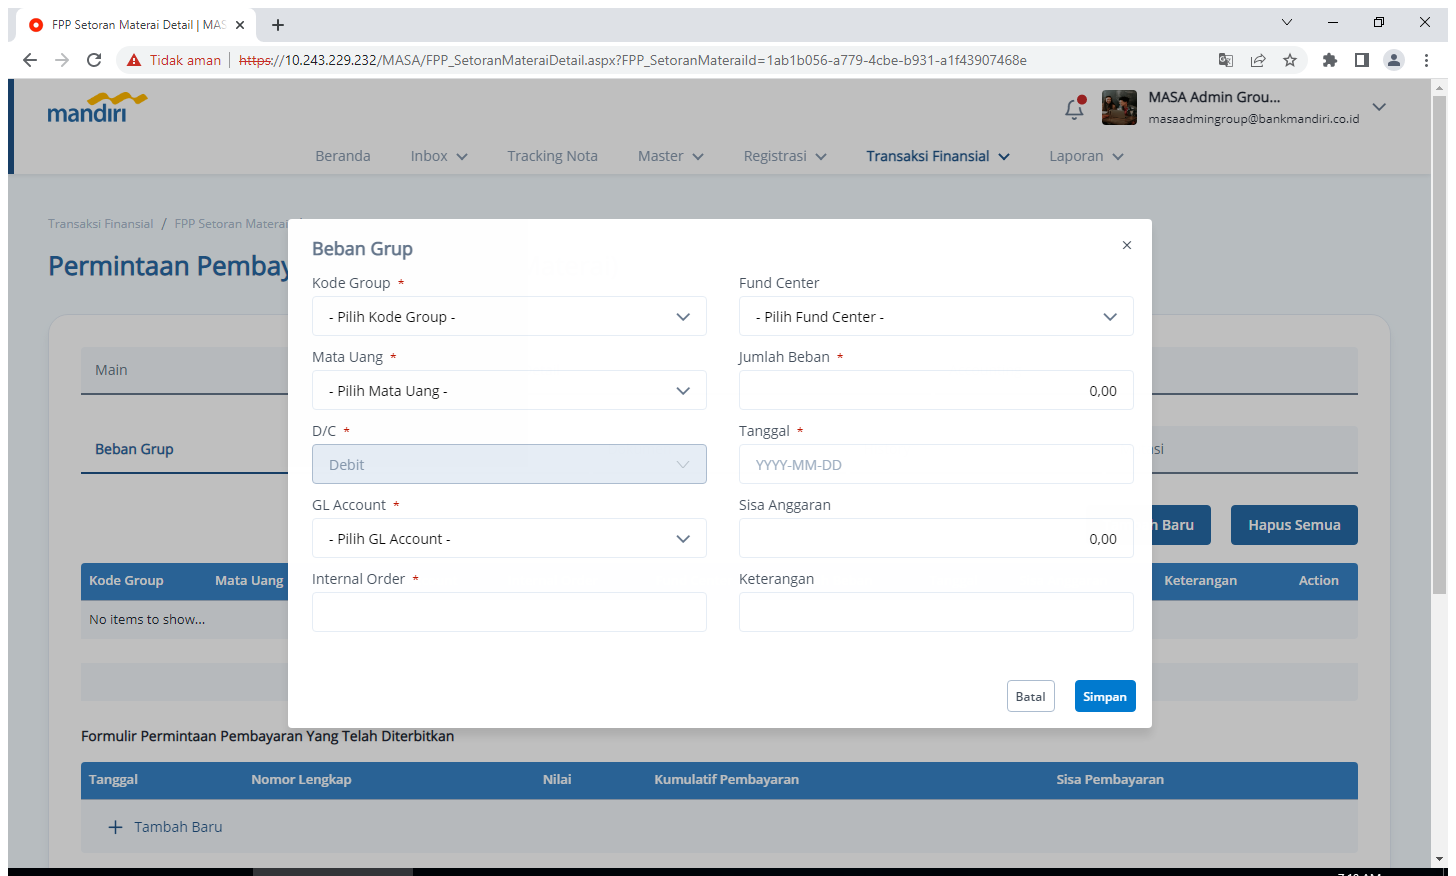 FPP Setoran Materai Detail | MAS
Tidak aman
https://10.243.229.232/MASA/FPP_SetoranMateraiDetail.aspx?FPP_SetoranMateraiId=1ab1b056-a779-4cbe-b931-a1f43907468e
mandiri
MASA Admin Grou...
masaadmingroup@bankmandiri.co.id
Beranda Inbox Tracking Nota Master Registrasi Transaksi Finansial Laporan
Transaksi Finansial / FPP Setoran Materai
Permintaan Pembay
Main
Beban Grup
Hapus Semua
n Baru
si
Beban Grup
Kode Group *
- Pilih Kode Group -
Fund Center
- Pilih Fund Center -
Mata Uang *
- Pilih Mata Uang -
Jumlah Beban *
0,00
D/C *
Debit
Tanggal *
YYYY-MM-DD
GL Account *
- Pilih GL Account -
Sisa Anggaran
0,00
Internal Order *
Keterangan
Batal Simpan
Kode Group Mata Uang Keterangan Action
No items to show...
Formulir Permintaan Pembayaran Yang Telah Diterbitkan
Tanggal Nomor Lengkap Nilai Kumulatif Pembayaran Sisa Pembayaran
+ Tambah Baru